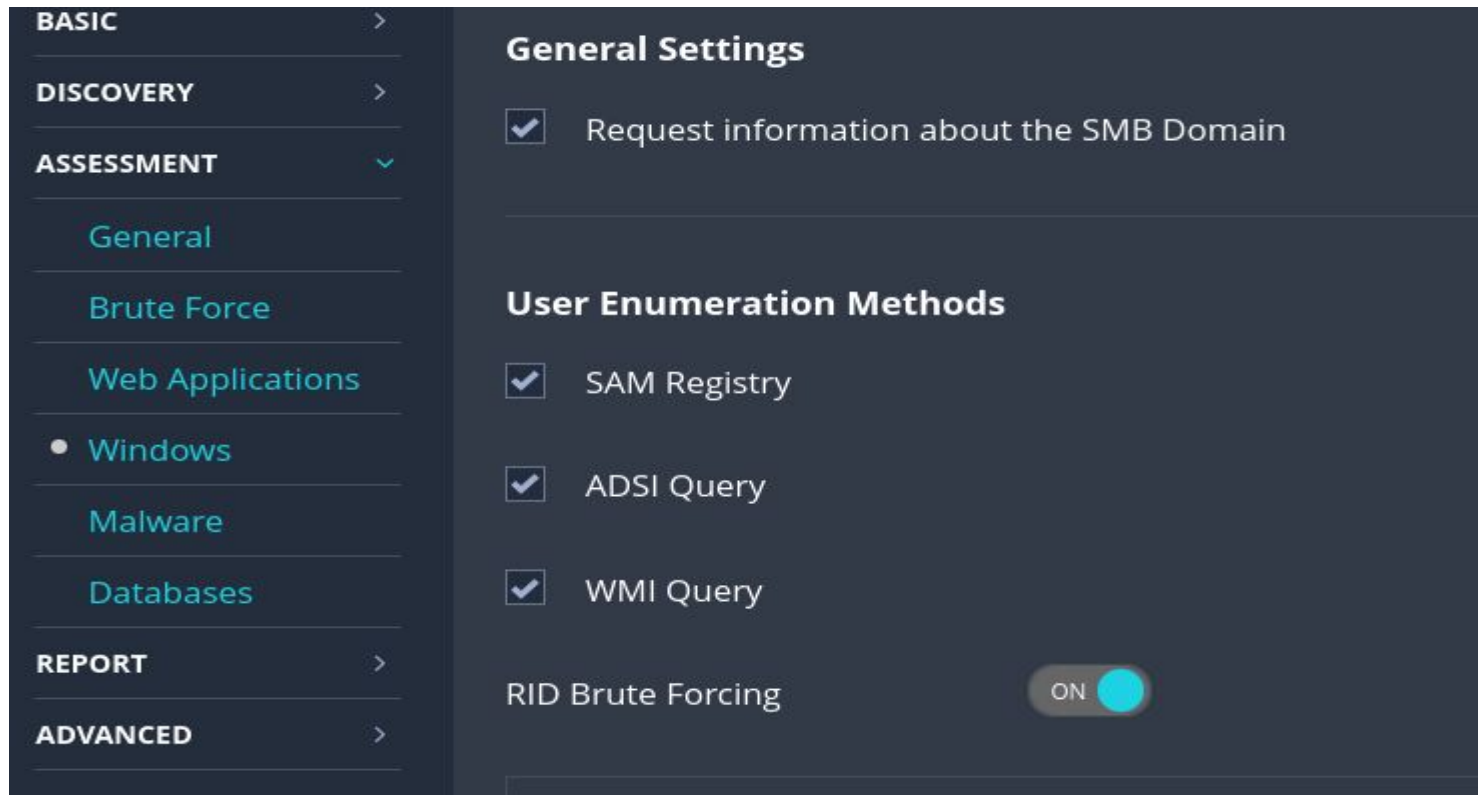 BASIC
DISCOVERY
ASSESSMENT
General
Brute Force
Web Applications
Windows
Malware
Databases
REPORT
ADVANCED
General Settings
Request information about the SMB Domain
User Enumeration Methods
SAM Registry
ADSI Query
WMI Query
RID Brute Forcing ON